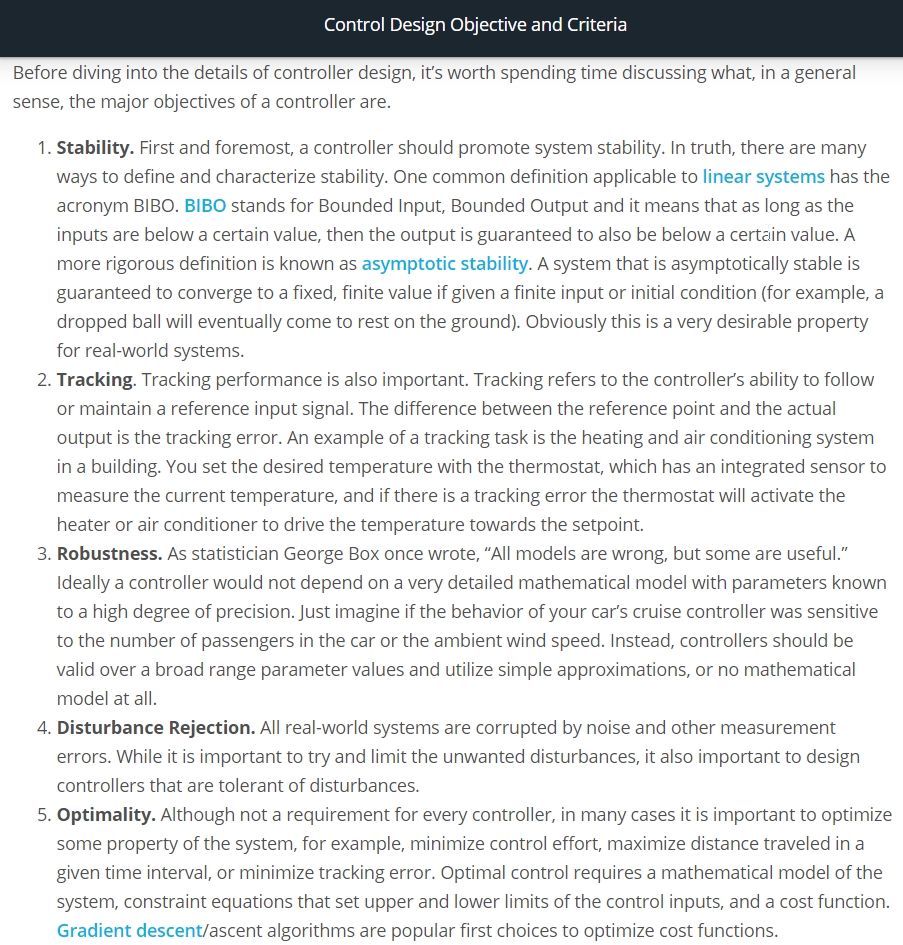 Control Design Objective and Criteria
Before diving into the details of controller design, it’s worth spending time discussing what, in a general
sense, the major objectives of a controller are.
1. Stability. First and foremost, a controller should promote system stability. In truth, there are many
ways to define and characterize stability. One common definition applicable to linear systems has the
acronym BIBO. BIBO stands for Bounded Input, Bounded Output and it means that as long as the
inputs are below a certain value, then the output is guaranteed to also be below a certain value. A
more rigorous definition is known as asymptotic stability. A system that is asymptotically stable is
guaranteed to converge to a fixed, finite value if given a finite input or initial condition (for example, a
dropped ball will eventually come to rest on the ground). Obviously this is a very desirable property
for real-world systems.
2. Tracking. Tracking performance is also important. Tracking refers to the controller’s ability to follow
or maintain a reference input signal. The difference between the reference point and the actual
output is the tracking error. An example of a tracking task is the heating and air conditioning system
in a building. You set the desired temperature with the thermostat, which has an integrated sensor to
measure the current temperature, and if there is a tracking error the thermostat will activate the
heater or air conditioner to drive the temperature towards the setpoint.
3. Robustness. As statistician George Box once wrote, “All models are wrong, but some are useful.”
Ideally a controller would not depend on a very detailed mathematical model with parameters known
to a high degree of precision. Just imagine if the behavior of your car’s cruise controller was sensitive
to the number of passengers in the car or the ambient wind speed. Instead, controllers should be
valid over a broad range parameter values and utilize simple approximations, or no mathematical
model at all.
4. Disturbance Rejection. All real-world systems are corrupted by noise and other measurement
errors. While it is important to try and limit the unwanted disturbances, it also important to design
controllers that are tolerant of disturbances.
5. Optimality. Although not a requirement for every controller, in many cases it is important to optimize
some property of the system, for example, minimize control effort, maximize distance traveled in a
given time interval, or minimize tracking error. Optimal control requires a mathematical model of the
system, constraint equations that set upper and lower limits of the control inputs, and a cost function.
Gradient descent/ascent algorithms are popular first choices to optimize cost functions.